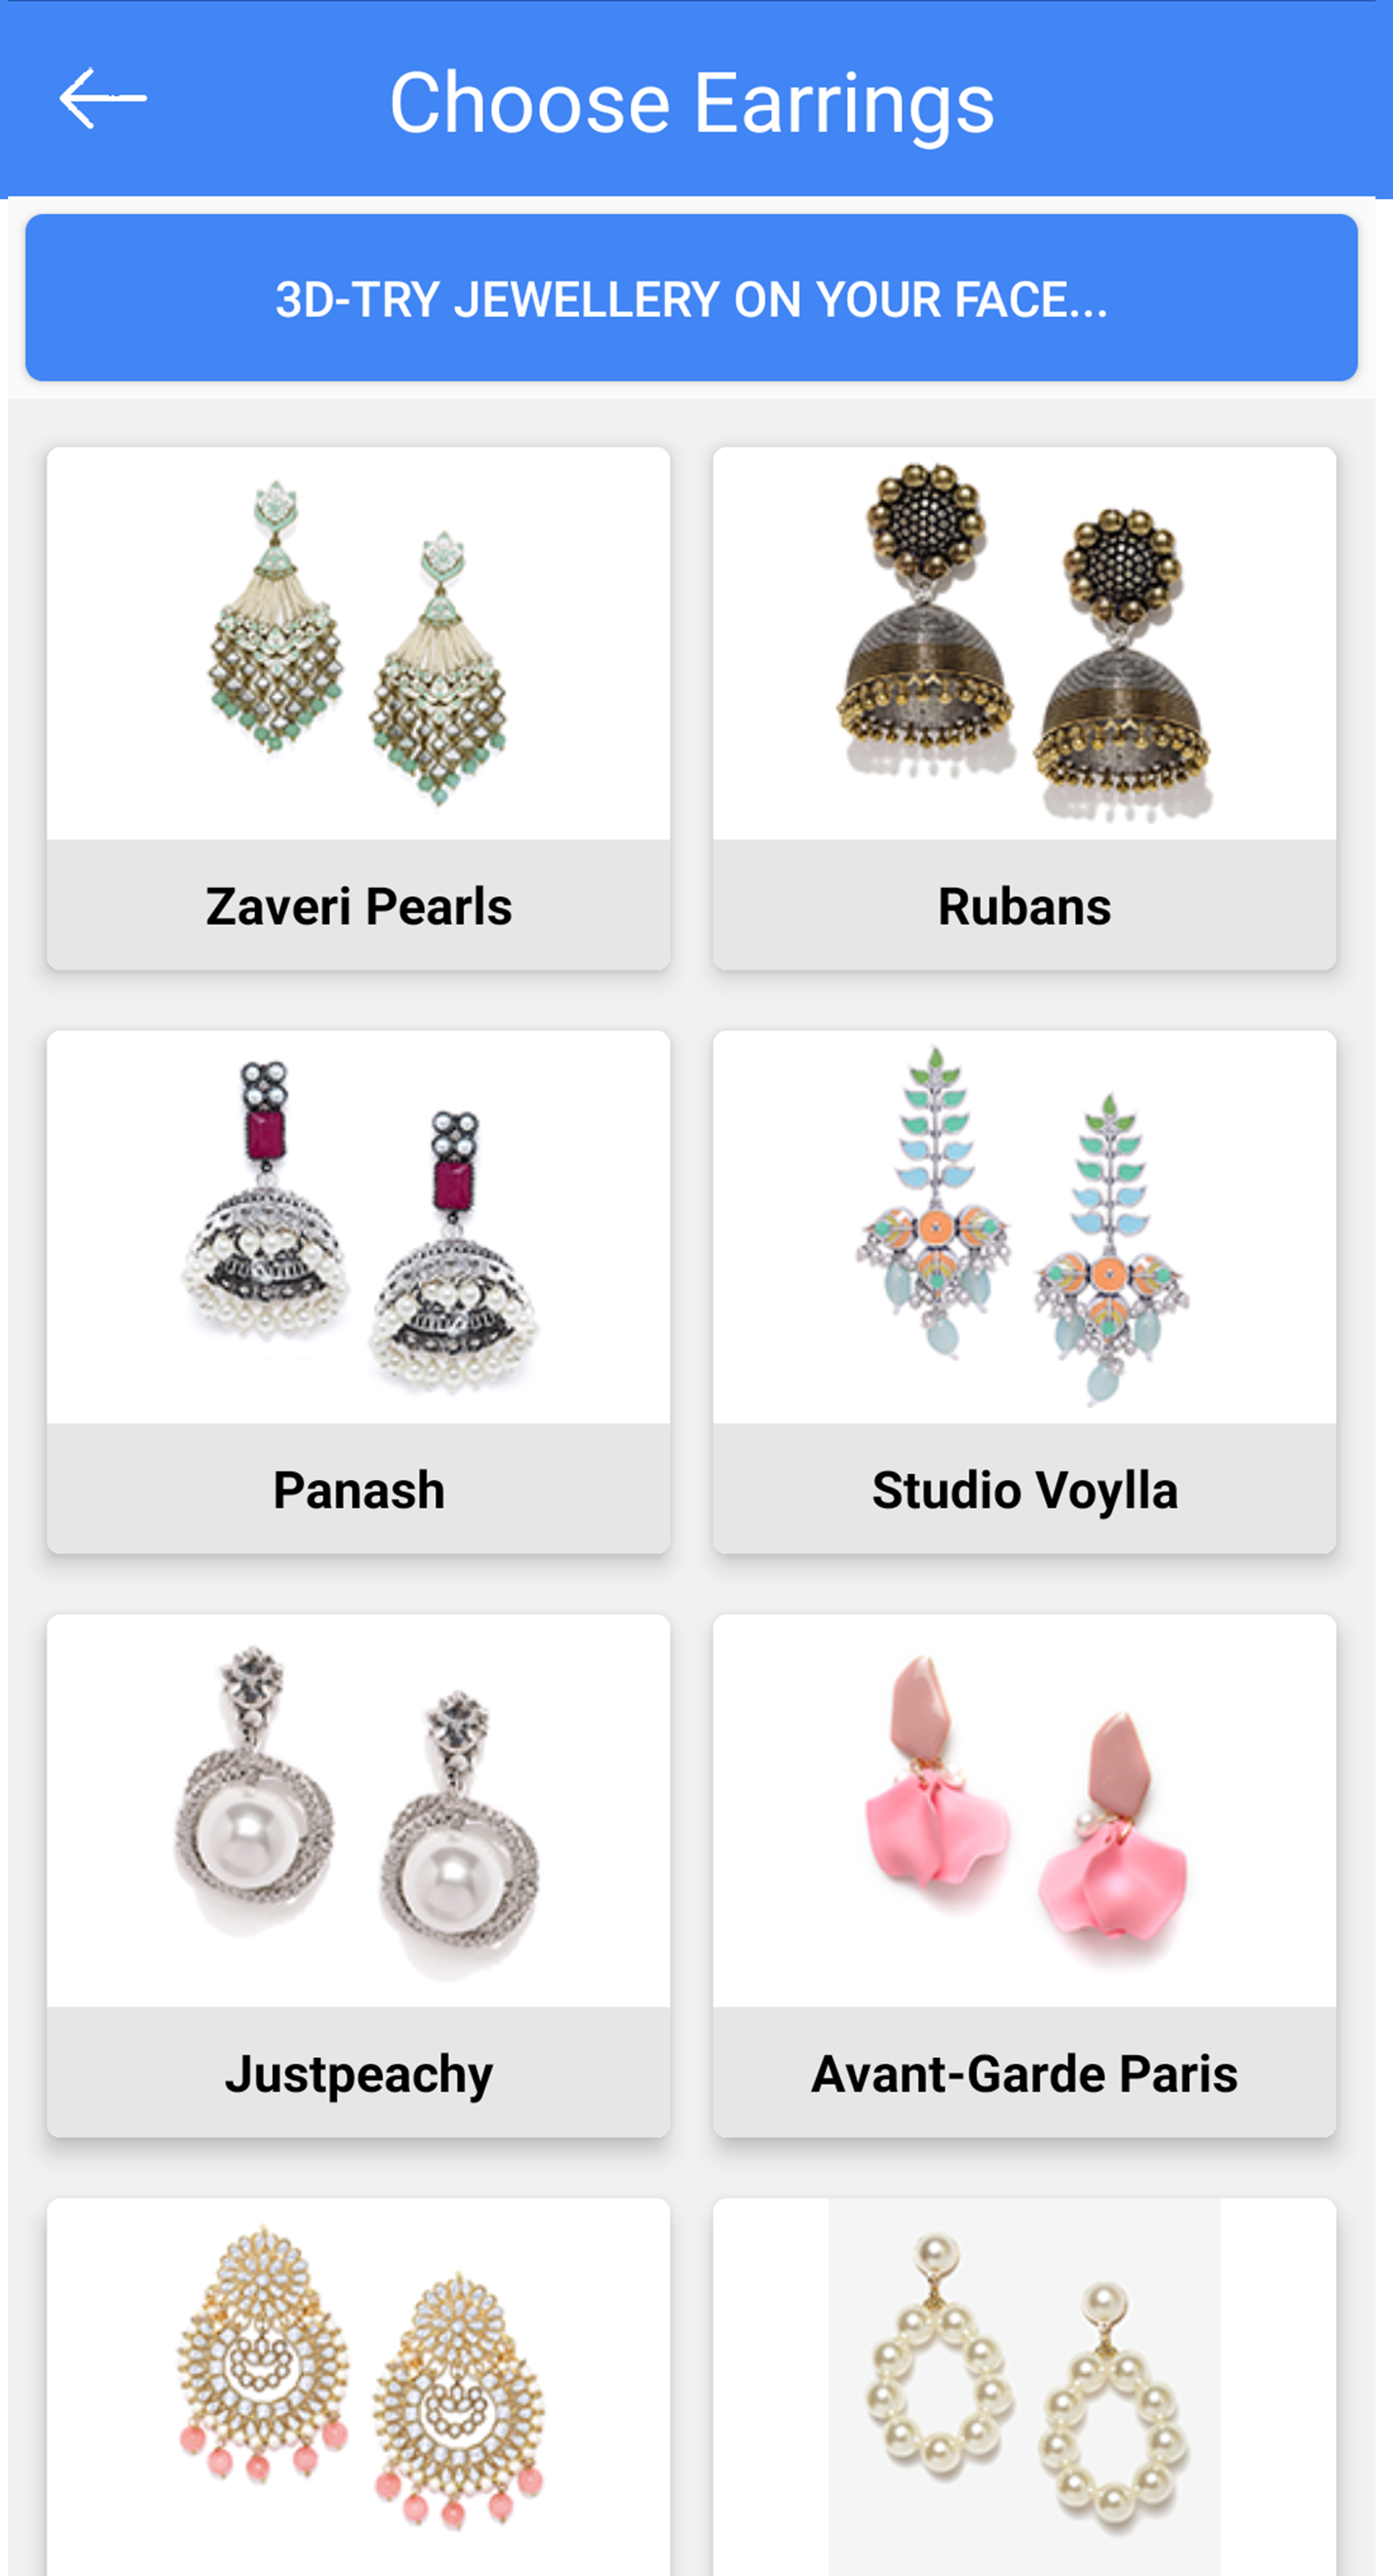 Choose Earrings
3D-TRY JEWELLERY ON YOUR FACE...
Zaveri Pearls
Rubans
Panash
Studio Voylla
Justpeachy
Avant-Garde Paris